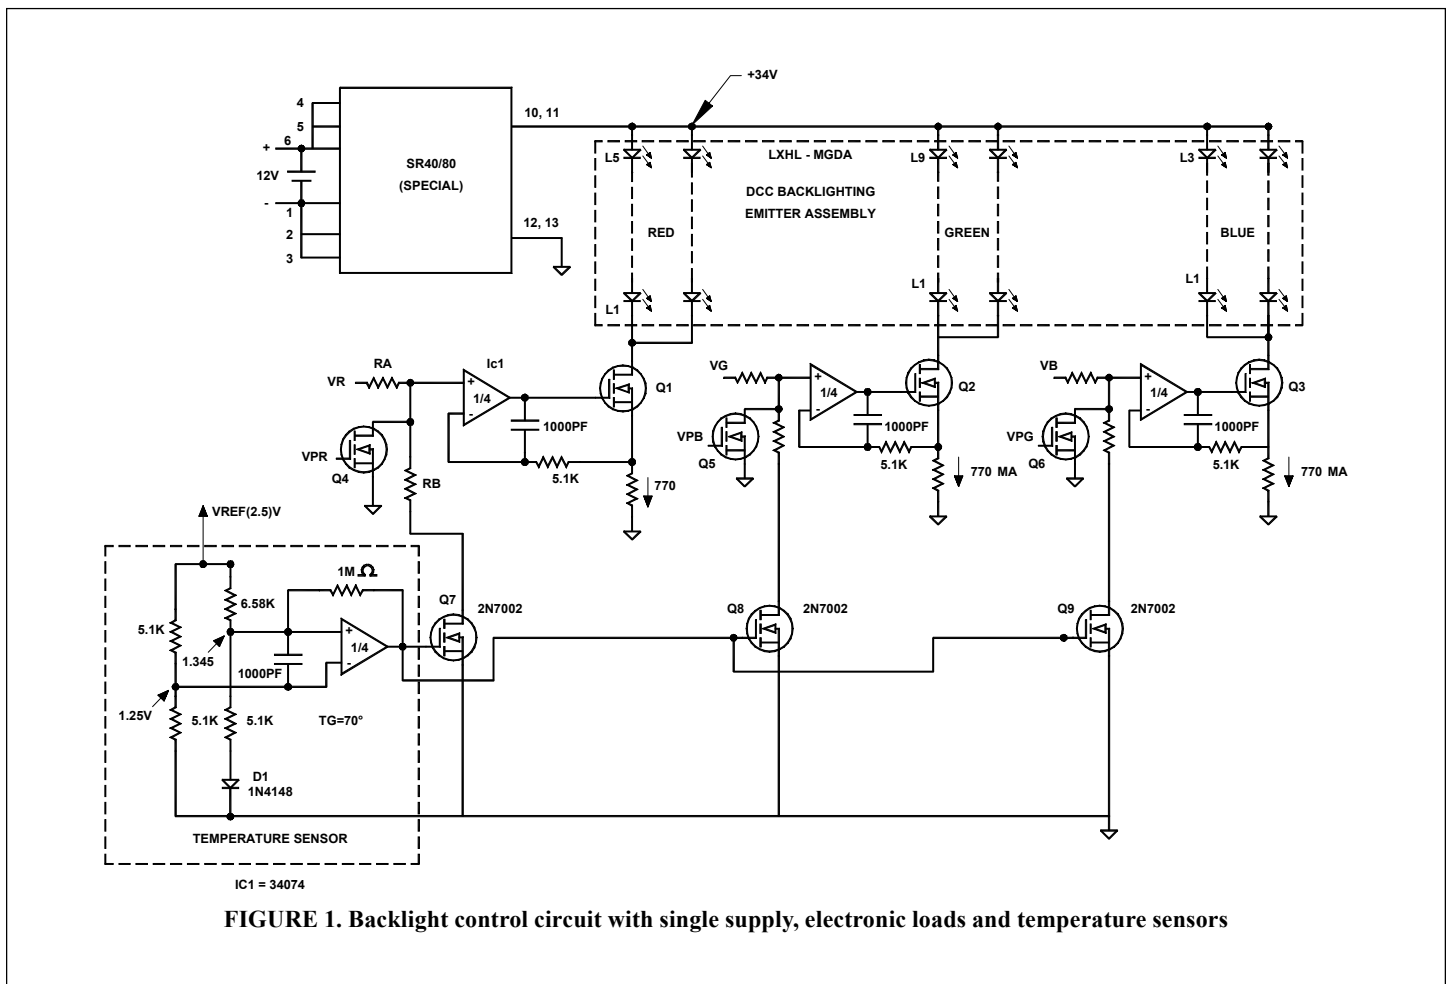 +34V
4
10, 11
5
6
+
SR40/80
(SPECIAL)
12V
-
1
2
3
12, 13
L5
LXHL - MGDA
L9
L3
DCC BACKLIGHTING
EMITTER ASSEMBLY
RED
GREEN
BLUE
L1
L1
L1
RA
Ic1
VR
+
1/4
-
Q1
1000PF
VPR
Q4
5.1K
RB
770
VG
+
1/4
-
Q2
1000PF
VPB
Q5
5.1K
770 MA
VB
+
1/4
-
Q3
1000PF
VPG
Q6
5.1K
770 MA
VREF(2.5)V
1MΩ
6.58K
5.1K
1.345
1000PF
+
1/4
-
1.25V
5.1K
5.1K
TG=70°
D1
1N4148
TEMPERATURE SENSOR
Q7
2N7002
Q8
2N7002
Q9
2N7002
IC1 = 34074
FIGURE 1. Backlight control circuit with single supply, electronic loads and temperature sensors